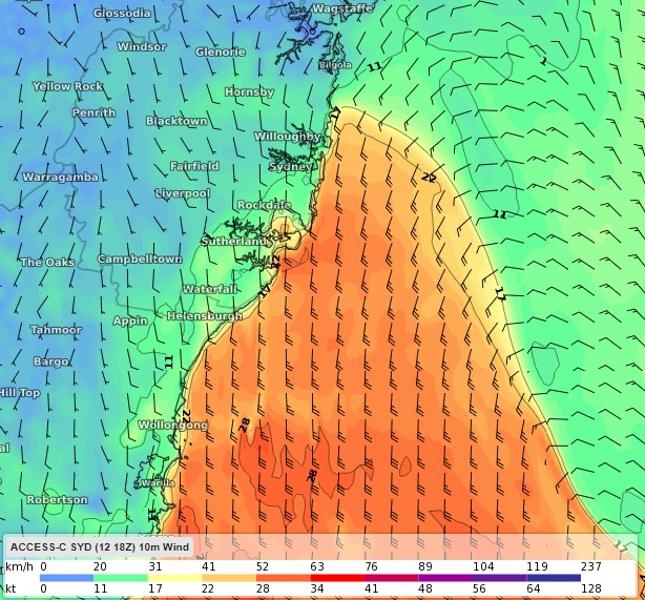 Glossodia Wagstaffe
Windsor Glenorie
Bilgola
11
Yellow Rock Hornsby
Penrith Blacktown
17
Willoughby
Fairfield Sydney
Warragamba 22
Liverpool
Rockdale 11
Sutherland
The Oaks Campbelltown 22
Waterfall 17
17
Appin Helensburgh
Tahmoor
Bargo 11
Hill Top
22
Wollongong 28
28
Warilla
Robertson
11
ACCESS-C SYD (12 18Z) 10m Wind
km/h 0 20 31 41 52 63 76 89 104 119 237
kt 0 11 17 22 28 34 41 48 56 64 128